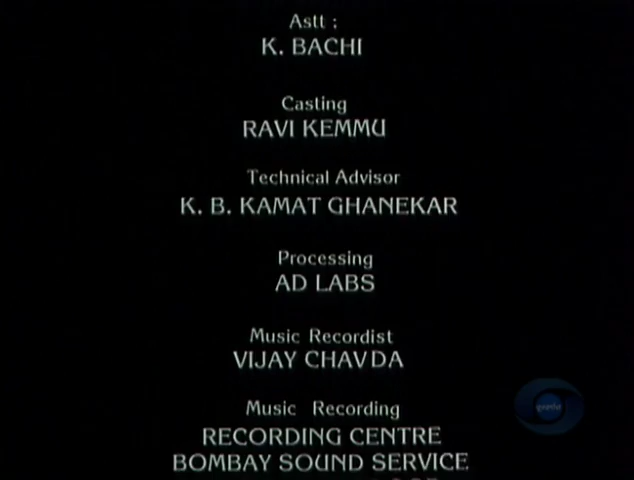 Astt :
K. BACHI
Casting
RAVI KEMMU
Technical Advisor
K. B. KAMAT GHANEKAR
Processing
AD LABS
Music Recordist
VIJAY CHAVDA
Music Recording
RECORDING CENTRE
BOMBAY SOUND SERVICE